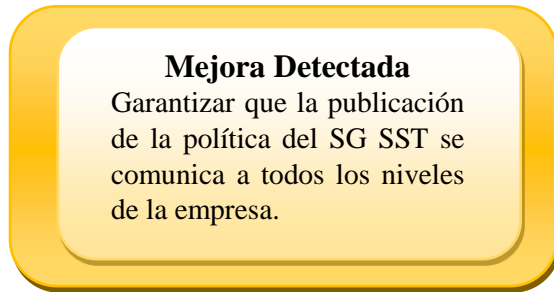 Mejora Detectada
Garantizar que la publicación
de la política del SG SST se
comunica a todos los niveles
de la empresa.